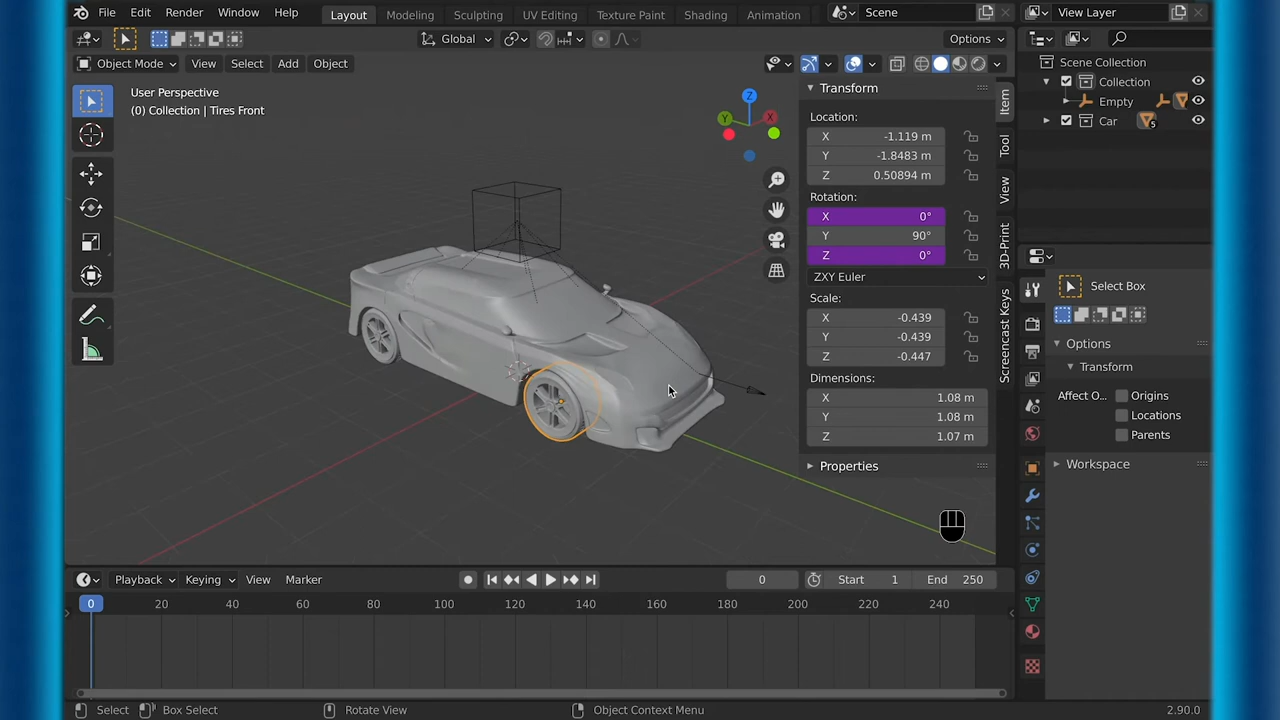 File Edit Render Window Help Layout Modeling Sculpting UV Editing Texture Paint Shading Animation Scene View Layer
Global Options
Object Mode View Select Add Object
User Perspective
(0) Collection | Tires Front
Z
Y
X
Transform
Location:
X -1.119 m
Y -1.8483 m
Z 0.50894 m
Rotation:
X 0°
Y 90°
Z 0°
ZXY Euler
Scale:
X -0.439
Y -0.439
Z -0.447
Dimensions:
X 1.08 m
Y 1.08 m
Z 1.07 m
Properties
Item
Tool
View
3D-Print
Screencast Keys
Scene Collection
Collection
Empty
Car 5
Select Box
Options
Transform
Affect O... Origins
Locations
Parents
Workspace
Playback Keying View Marker 0 Start 1 End 250
0 20 40 60 80 100 120 140 160 180 200 220 240
Select Box Select Rotate View Object Context Menu 2.90.0